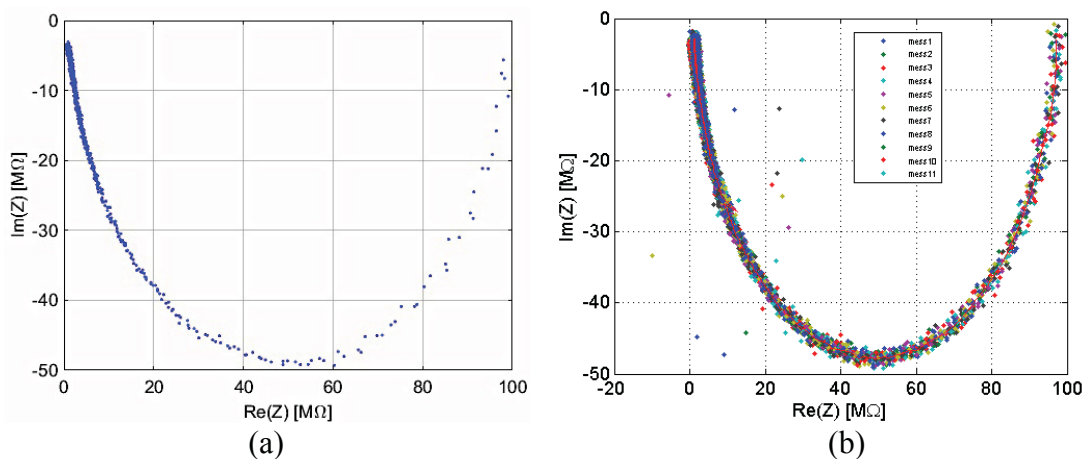 0
-10
-20
-30
-40
-50
0 20 40 60 80 100
Im(Z) [MΩ]
Re(Z) [MΩ]
(a)
0
-10
-20
-30
-40
-50
-20 0 20 40 60 80 100
Im(Z) [MΩ]
Re(Z) [MΩ]
mess1
mess2
mess3
mess4
mess5
mess6
mess7
mess8
mess9
mess10
mess11
(b)